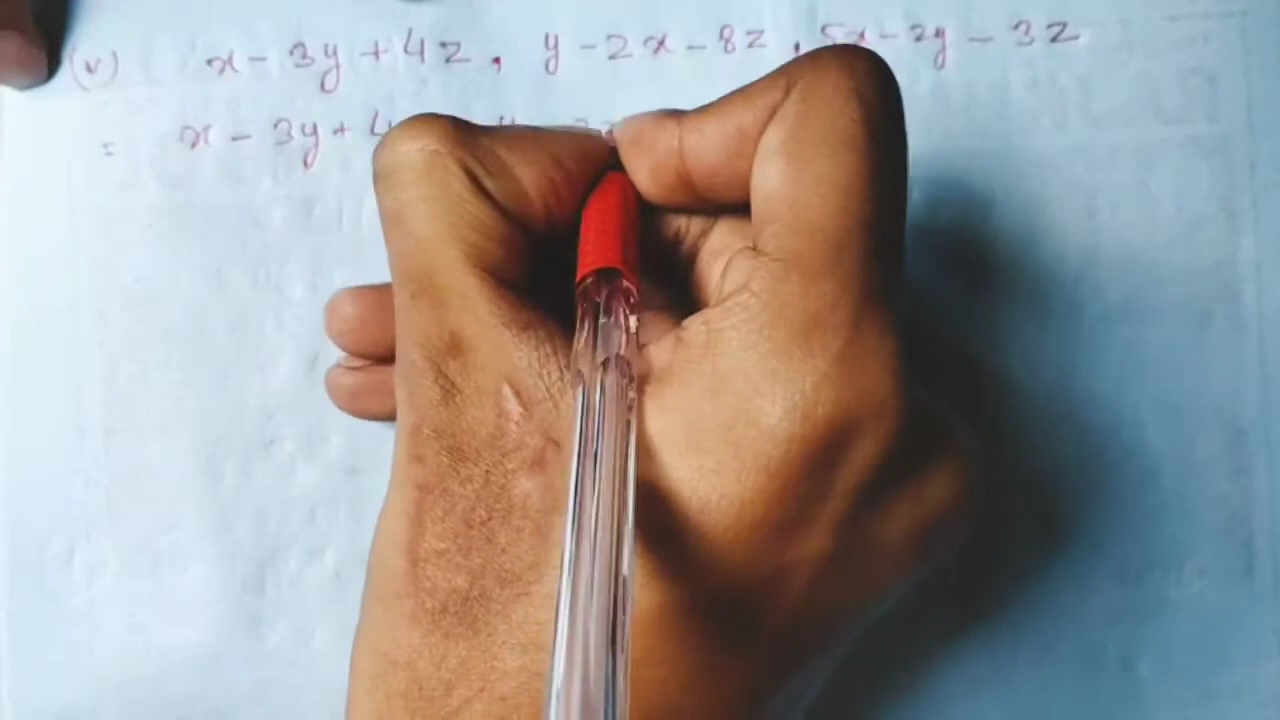 (v) x - 3y + 4z, y - 2x - 8z, 5x - 2y - 3z
= x - 3y + 4